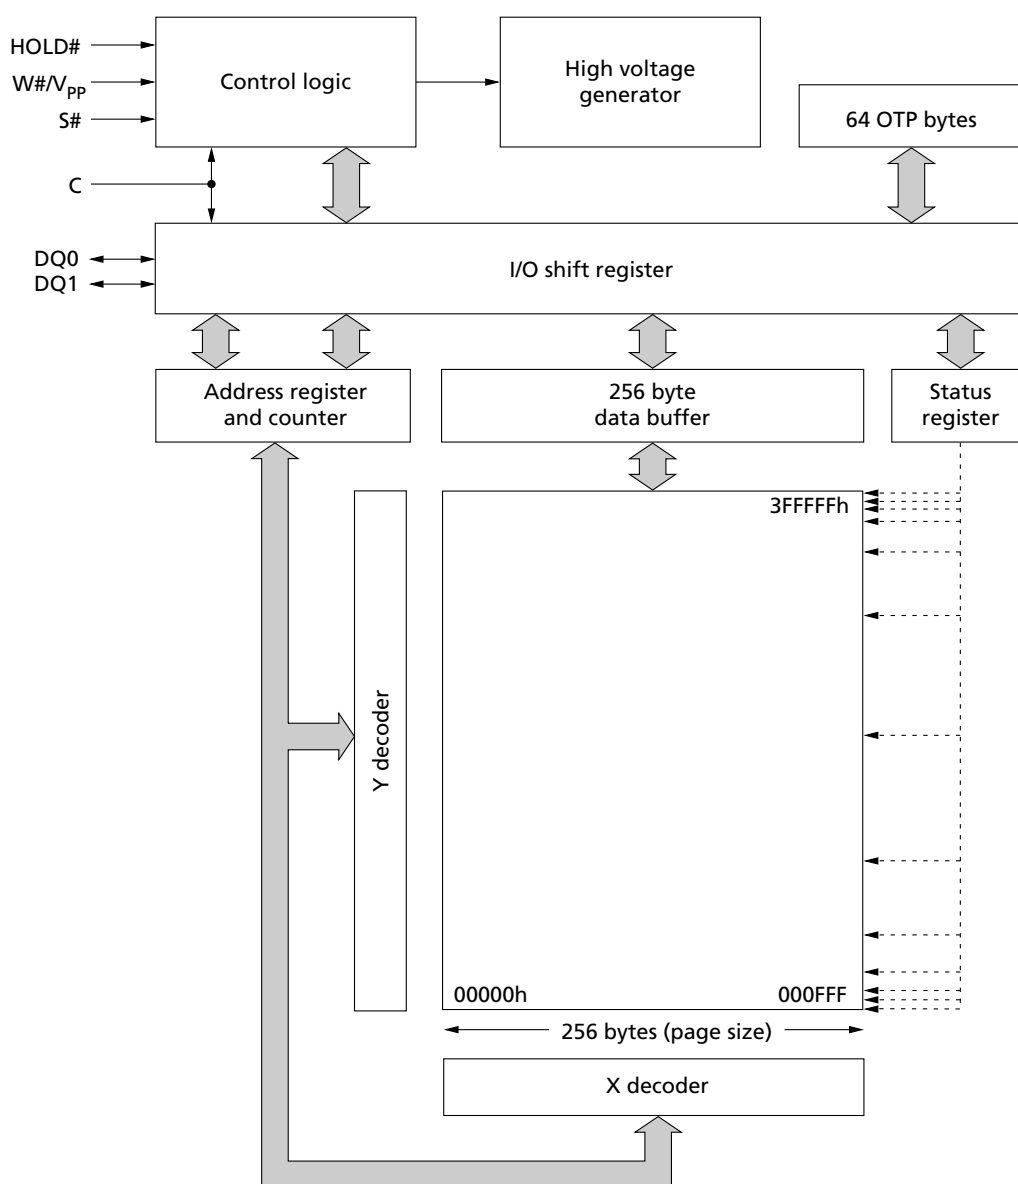 HOLD#
W#/VPP
S#
Control logic
High voltage
generator
64 OTP bytes
C
DQ0
DQ1
I/O shift register
Address register
and counter
256 byte
data buffer
Status
register
3FFFFFh
Y decoder
00000h
000FFF
256 bytes (page size)
X decoder